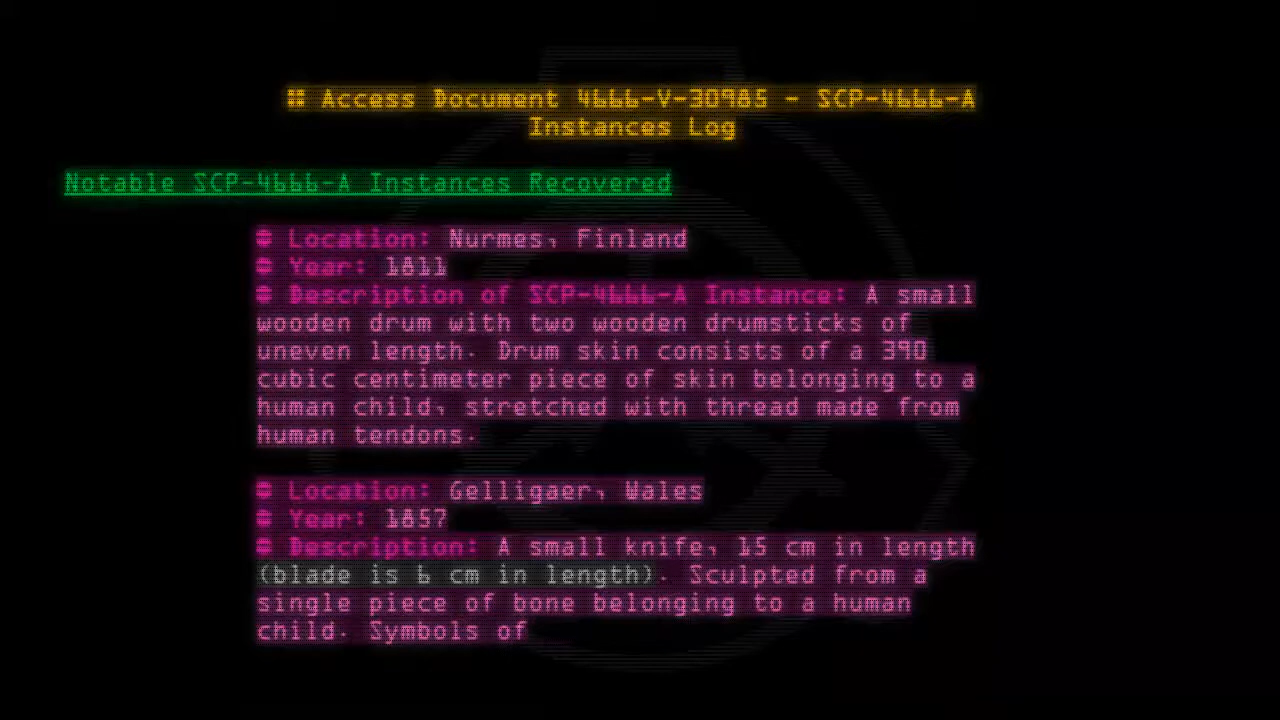 :: Access Document 4666-V-30985 - SCP-4666-A
Instances Log
Notable SCP-4666-A Instances Recovered
Location: Nurmes, Finland
Year: 1811
Description of SCP-4666-A Instance: A small
wooden drum with two wooden drumsticks of
uneven length. Drum skin consists of a 390
cubic centimeter piece of skin belonging to a
human child, stretched with thread made from
human tendons.
Location: Gelligaer, Wales
Year: 1857
Description: A small knife, 15 cm in length
(blade is 6 cm in length). Sculpted from a
single piece of bone belonging to a human
child. Symbols of